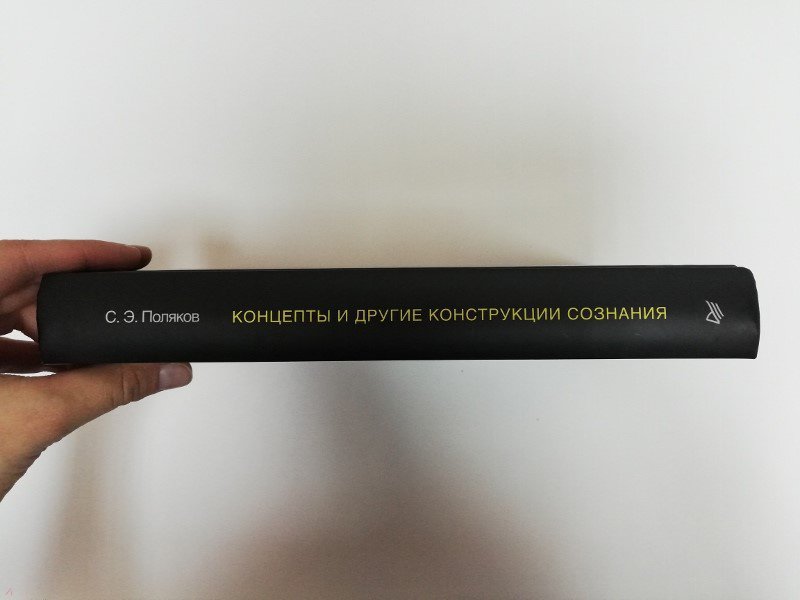 С. Э. Поляков КОНЦЕПТЫ И ДРУГИЕ КОНСТРУКЦИИ СОЗНАНИЯ